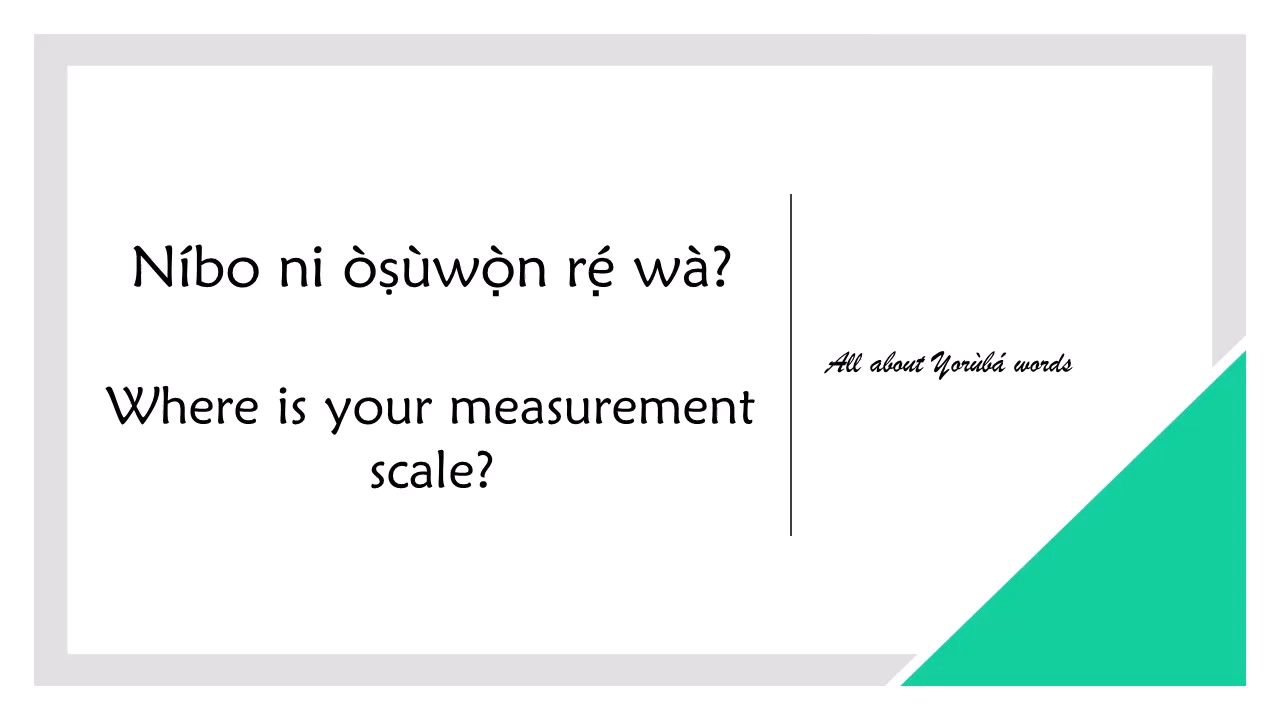 Níbo ni òṣùwọ̀n rẹ́ wà?
Where is your measurement
scale?
All about Yorùbá words